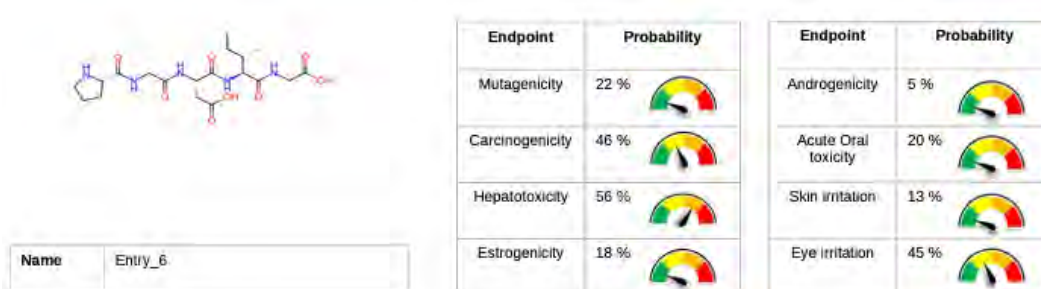 Endpoint Probability
Mutagenicity 22 %
Carcinogenicity 46 %
Hepatotoxicity 56 %
Estrogenicity 18 %
Endpoint Probability
Androgenicity 5 %
Acute Oral
toxicity 20 %
Skin irritation 13 %
Eye irritation 45 %
Name Entry_6